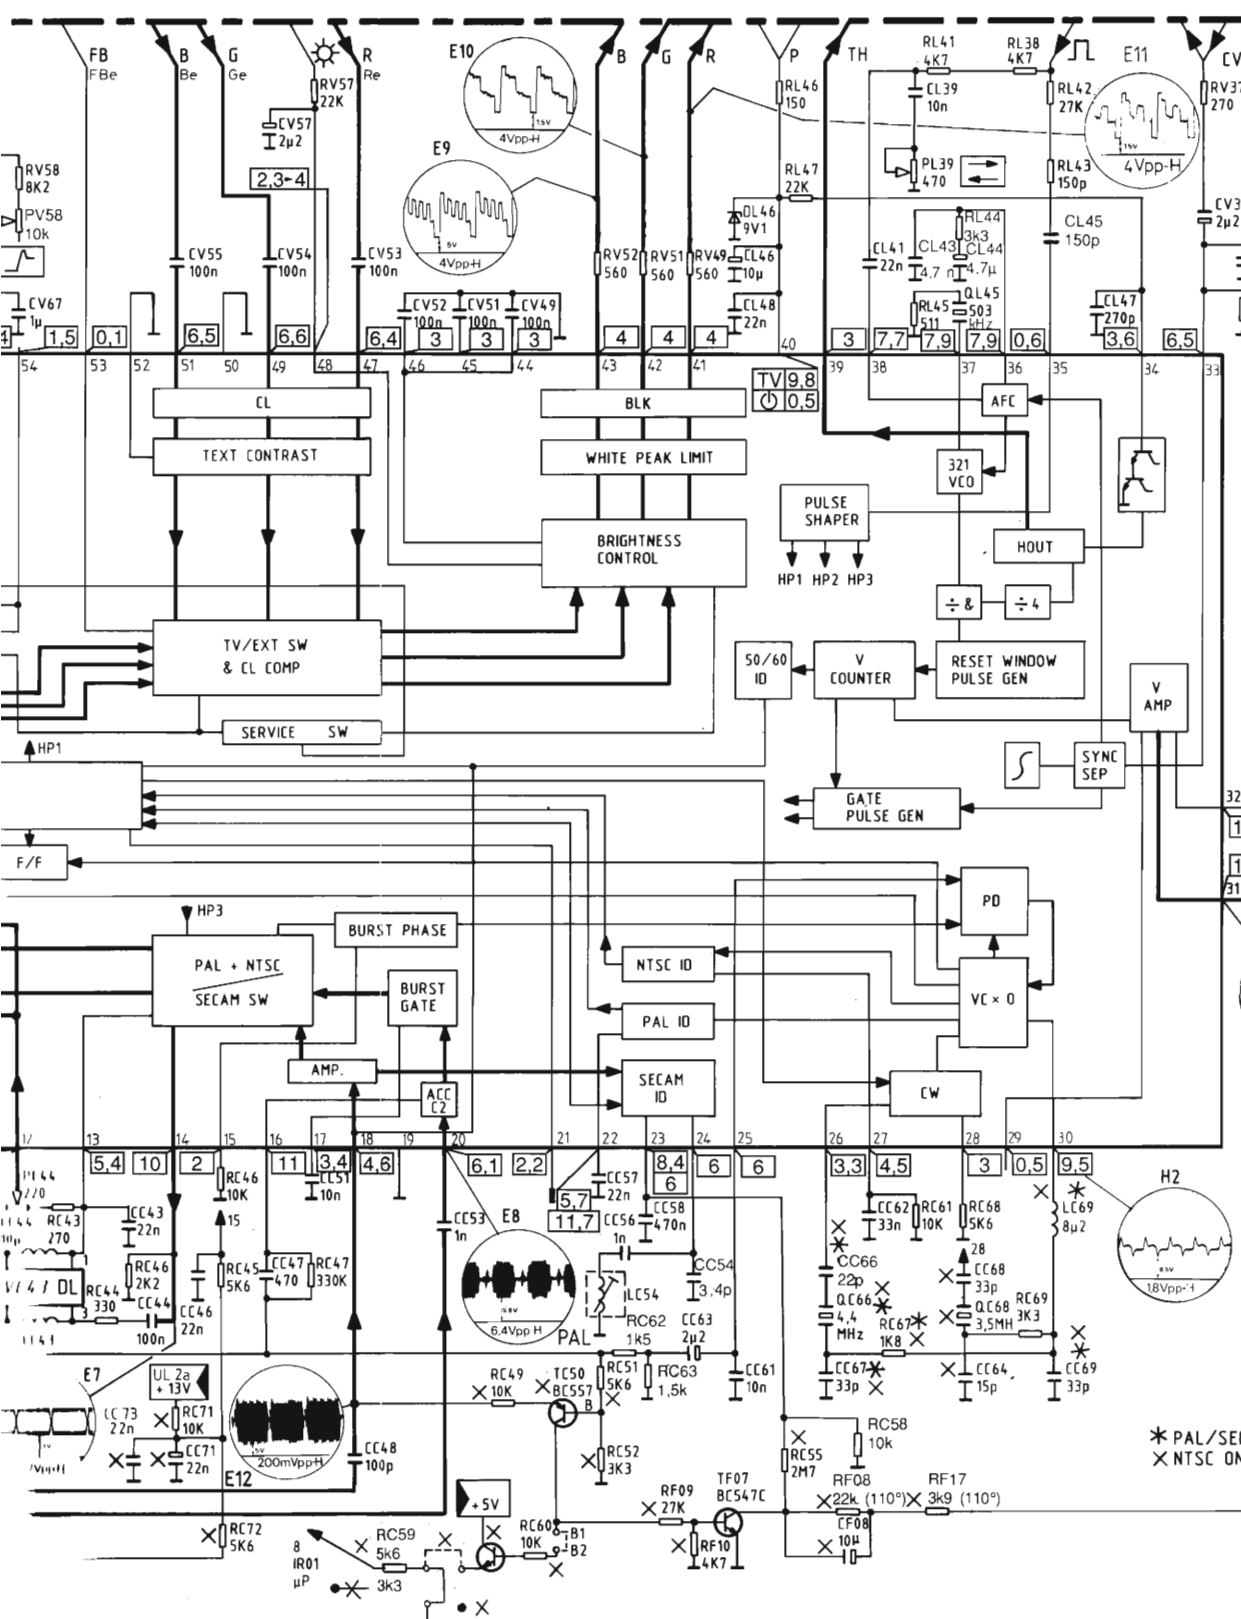 FB
FBe
B
Be
G
Ge
R
Re
RV57
22K
CV57
2µ2
2,3-4
RV58
8K2
PV58
10k
CV67
1µ
CV55
100n
CV54
100n
CV53
100n
E10
4Vpp-H
E9
4Vpp-H
B
G
R
P
TH
RL46
150
RL47
22K
DL46
9V1
CL46
10µ
CL48
22n
RV52
560
RV51
560
RV49
560
CV52
100n
CV51
100n
CV49
100n
RL41
4K7
RL38
4K7
CL39
10n
PL39
470
RL42
27K
RL43
150p
E11
4Vpp-H
RV37
270
CL45
150p
RL44
3k3
CL41
22n
CL43
4,7 n
CL44
4.7µ
RL45
511
QL45
503
kHz
CL47
270p
2µ2
1,5
0,1
6,5
6,6
6,4
3
3
3
4
4
4
3
7,7
7,9
7,9
0,6
3,6
6,5
54
53
52
51
50
49
48
47
46
45
44
43
42
41
40
39
38
37
36
35
34
33
TV 9,8
0,5
CL
TEXT CONTRAST
BLK
WHITE PEAK LIMIT
BRIGHTNESS
CONTROL
PULSE
SHAPER
HP1 HP2 HP3
AFC
321
VCO
HOUT
÷ &
÷ 4
TV/EXT SW
& CL COMP
SERVICE SW
50/60
ID
V
COUNTER
RESET WINDOW
PULSE GEN
V
AMP
SYNC
SEP
GATE
PULSE GEN
HP1
F/F
32
31
HP3
BURST PHASE
PAL + NTSC
SECAM SW
BURST
GATE
AMP.
ACC
C2
NTSC ID
PAL ID
SECAM
ID
PD
VC×O
CW
13
14
15
16
17
18
19
20
21
22
23
24
25
26
27
28
29
30
5,4
10
2
11
3,4
4,6
6,1
2,2
5,7
11,7
8,4
6
6
6
3,3
4,5
3
0,5
9,5
RC43
270
CC43
22n
RC46
10K
15
CC51
10n
RC46
2K2
RC45
5K6
CC47
470
RC47
330K
DL
RC44
330
CC44
100n
CC46
22n
CC53
1n
E8
6,4Vpp H
PAL
CC57
22n
CC56
1n
CC58
470n
CC54
3,4p
LC54
RC62
1k5
CC63
2µ2
RC51
5K6
RC63
1,5k
CC61
10n
CC62
33n
RC61
10K
RC68
5K6
28
CC66
22p
QC66
4,4
MHz
RC67
1K8
CC68
33p
QC68
3,5MH
RC69
3K3
LC69
8µ2
H2
1,8Vpp-H
CC67
33p
CC64
15p
CC69
33p
E7
UL 2a
+ 13V
CC73
22n
RC71
10K
CC71
22n
E12
200mVpp-H
CC48
100p
RC49
10K
TC50
BC557
B
RC52
3K3
RC58
10k
RC55
2M7
PAL/SE
NTSC ON
+5V
RC72
5K6
8
IR01
µP
RC59
5k6
3k3
RC60
10K
B1
B2
RF09
27K
RF10
4K7
TF07
BC547C
RF08
22k (110°)
CF08
10µ
RF17
3k9 (110°)